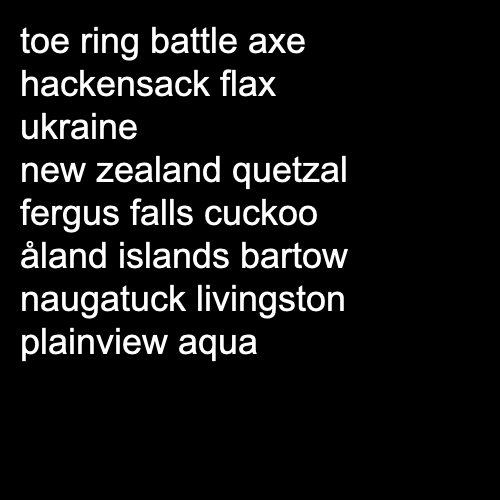 toe ring battle axe
hackensack flax
ukraine
new zealand quetzal
fergus falls cuckoo
åland islands bartow
naugatuck livingston
plainview aqua